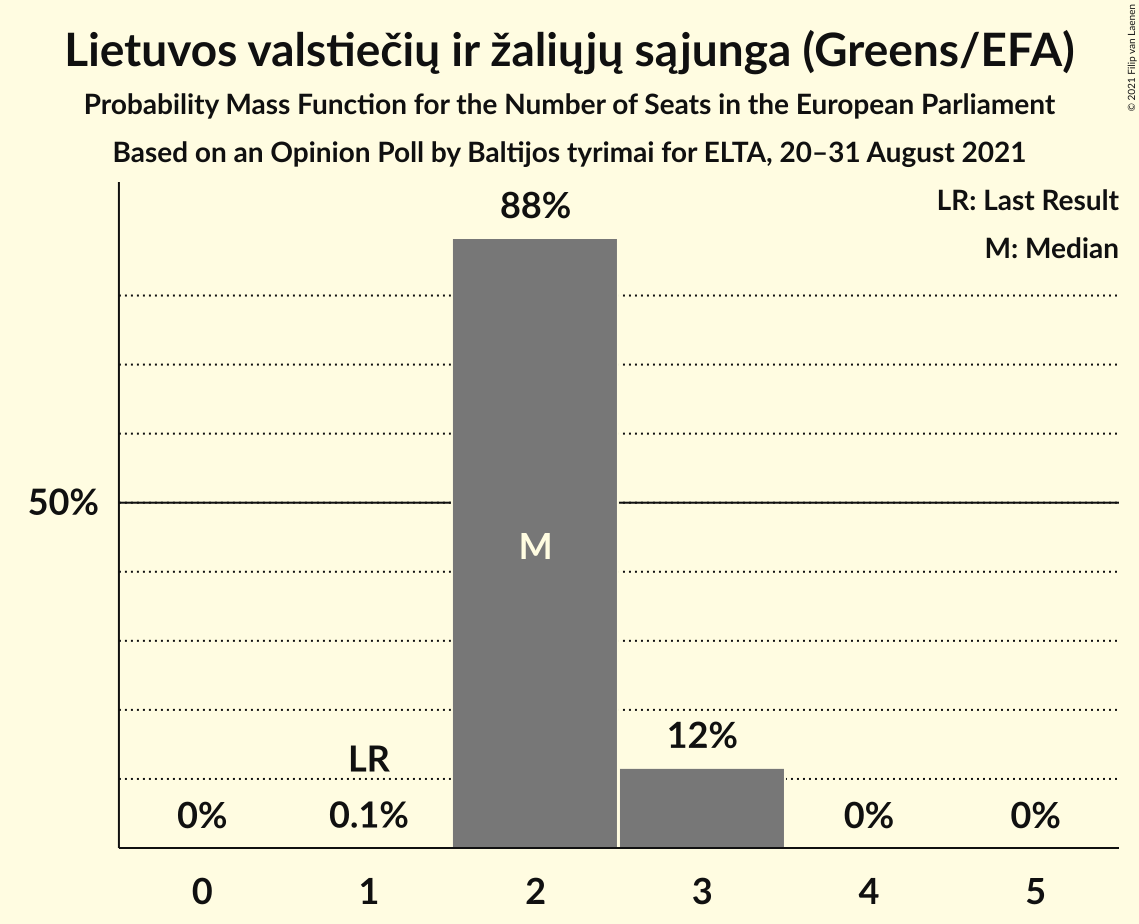 © 2021 Filip van Laenen
Lietuvos valstiečių ir žaliųjų sąjunga (Greens/EFA)
Probability Mass Function for the Number of Seats in the European Parliament
Based on an Opinion Poll by Baltijos tyrimai for ELTA, 20–31 August 2021
LR: Last Result
M: Median
88%
50%
M
12%
LR
0% 0.1% 0% 0%
0 1 2 3 4 5